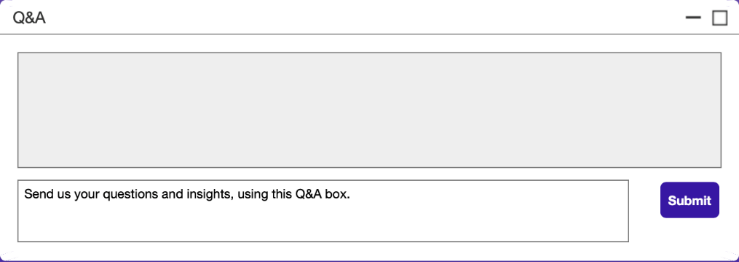 Q&A
Send us your questions and insights, using this Q&A box.
Submit